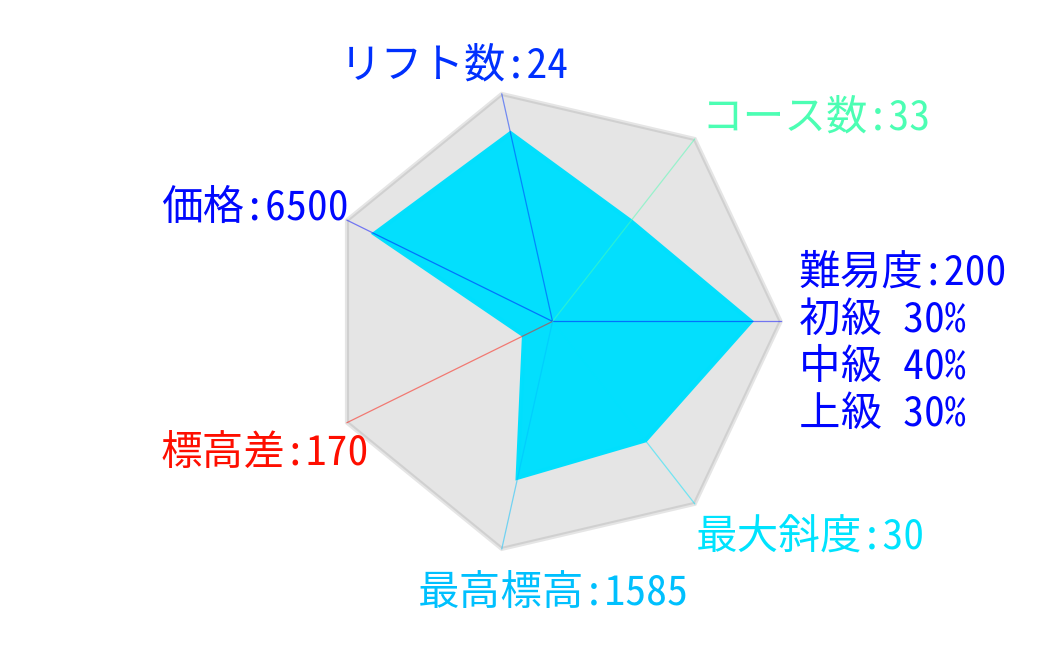 リフト数:24
コース数:33
価格:6500
難易度:200
初級 30%
中級 40%
上級 30%
標高差:170
最大斜度:30
最高標高:1585